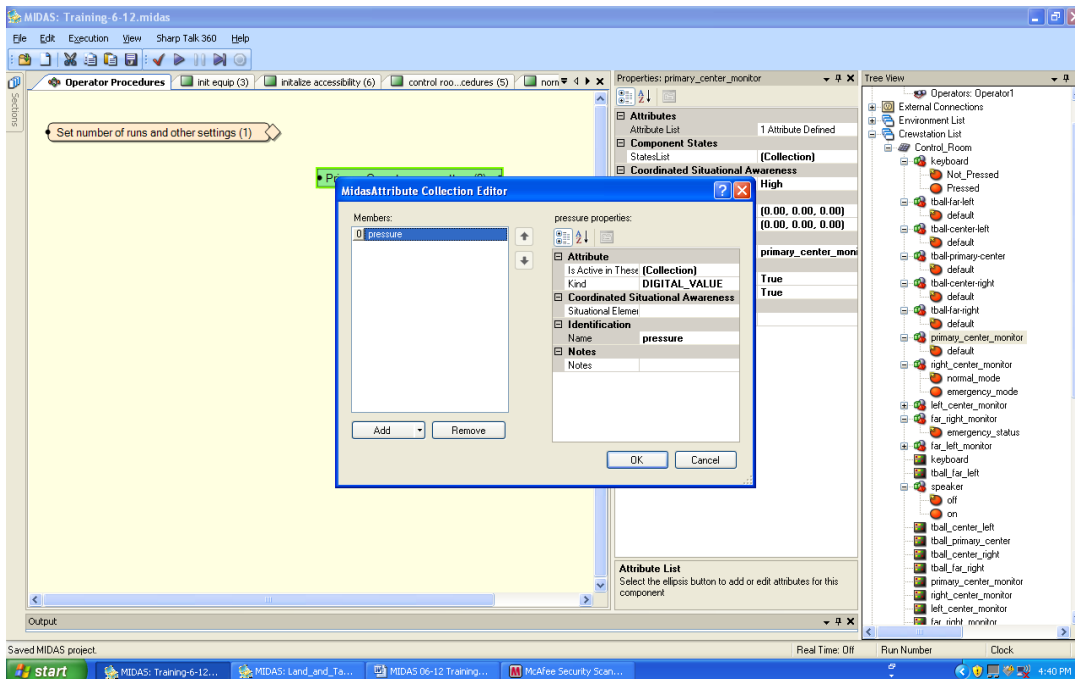 MIDAS: Training-6-12.midas
File Edit Execution View Sharp Talk 360 Help
Sections
Operator Procedures
init equip (3)
initalize accessiblity (6)
control roo...cedures (5)
norn
Set number of runs and other settings (1)
MidasAttribute Collection Editor
Members:
0 pressure
Add
Remove
pressure properties:
Attribute
Is Active in These (Collection)
Kind DIGITAL_VALUE
Coordinated Situational Awareness
Situational Elemer
Identification
Name pressure
Notes
Notes
OK
Cancel
Properties: primary_center_monitor
Attributes
Attribute List 1 Attribute Defined
Component States
StatesList (Collection)
Coordinated Situational Awareness
High
(0.00, 0.00, 0.00)
(0.00, 0.00, 0.00)
primary_center_moni
True
True
Attribute List
Select the ellipsis button to add or edit attributes for this
component
Tree View
Operators: Operator1
External Connections
Environment List
Crewstation List
Control_Room
keyboard
Not_Pressed
Pressed
tball-far-left
default
tball-center-left
default
tball-primary-center
default
tball-center-right
default
tball-far-right
default
primary_center_monitor
default
right_center_monitor
normal_mode
emergency_mode
left_center_monitor
far_right_monitor
emergency_status
far_left_monitor
keyboard
tball_far_left
speaker
off
on
tball_center_left
tball_primary_center
tball_center_right
tball_far_right
primary_center_monitor
right_center_monitor
left_center_monitor
far_right_monitor
Output
Saved MIDAS project.
Real Time: Off
Run Number
Clock
start
MIDAS: Training-6-12...
MIDAS: Land_and_Ta...
MIDAS 06-12 Training...
McAfee Security Scan...
4:40 PM